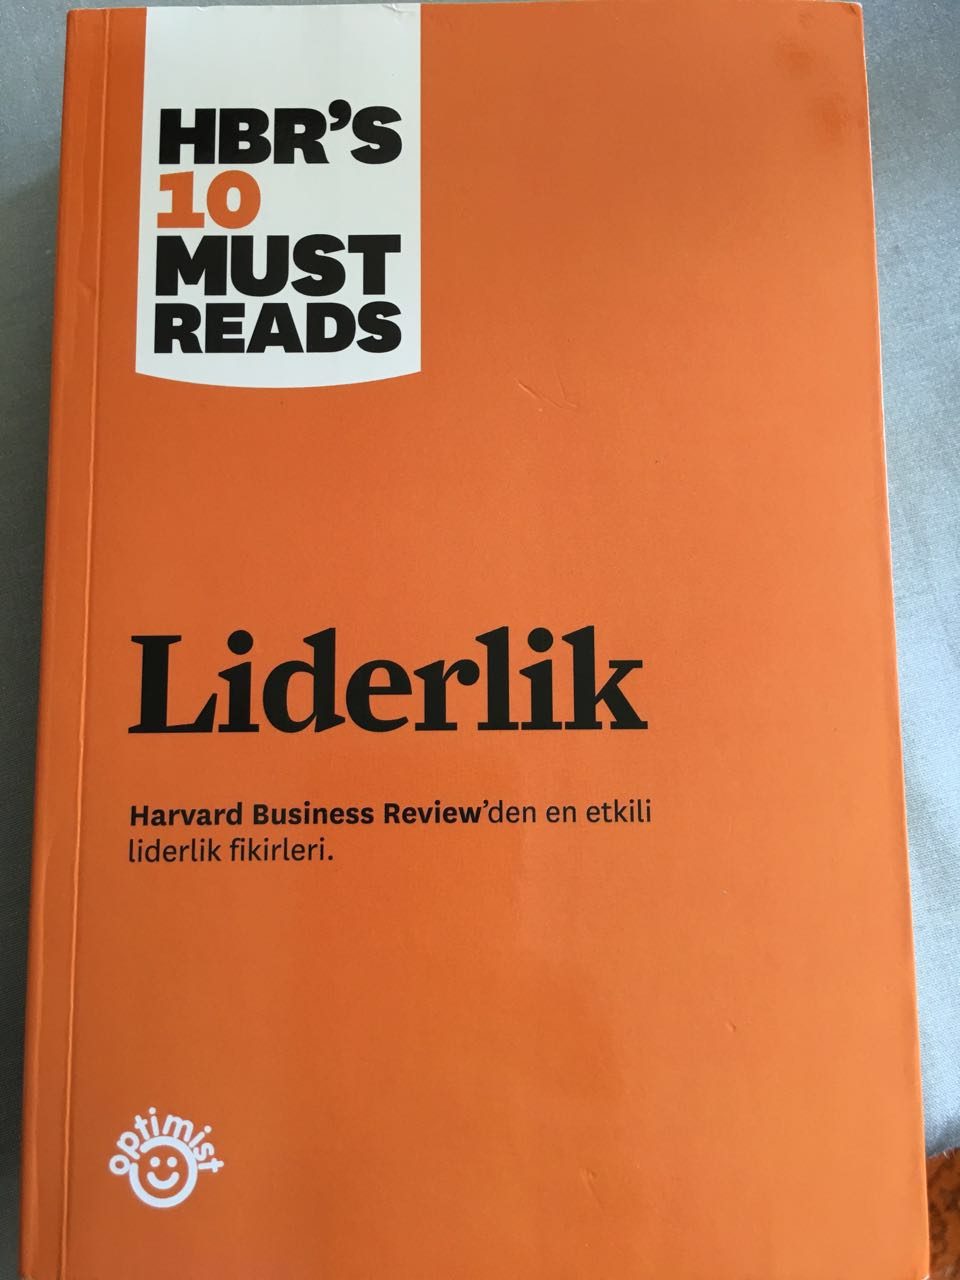 HBR'S
10
MUST
READS
Liderlik
Harvard Business Review'den en etkili
liderlik fikirleri.
optimist